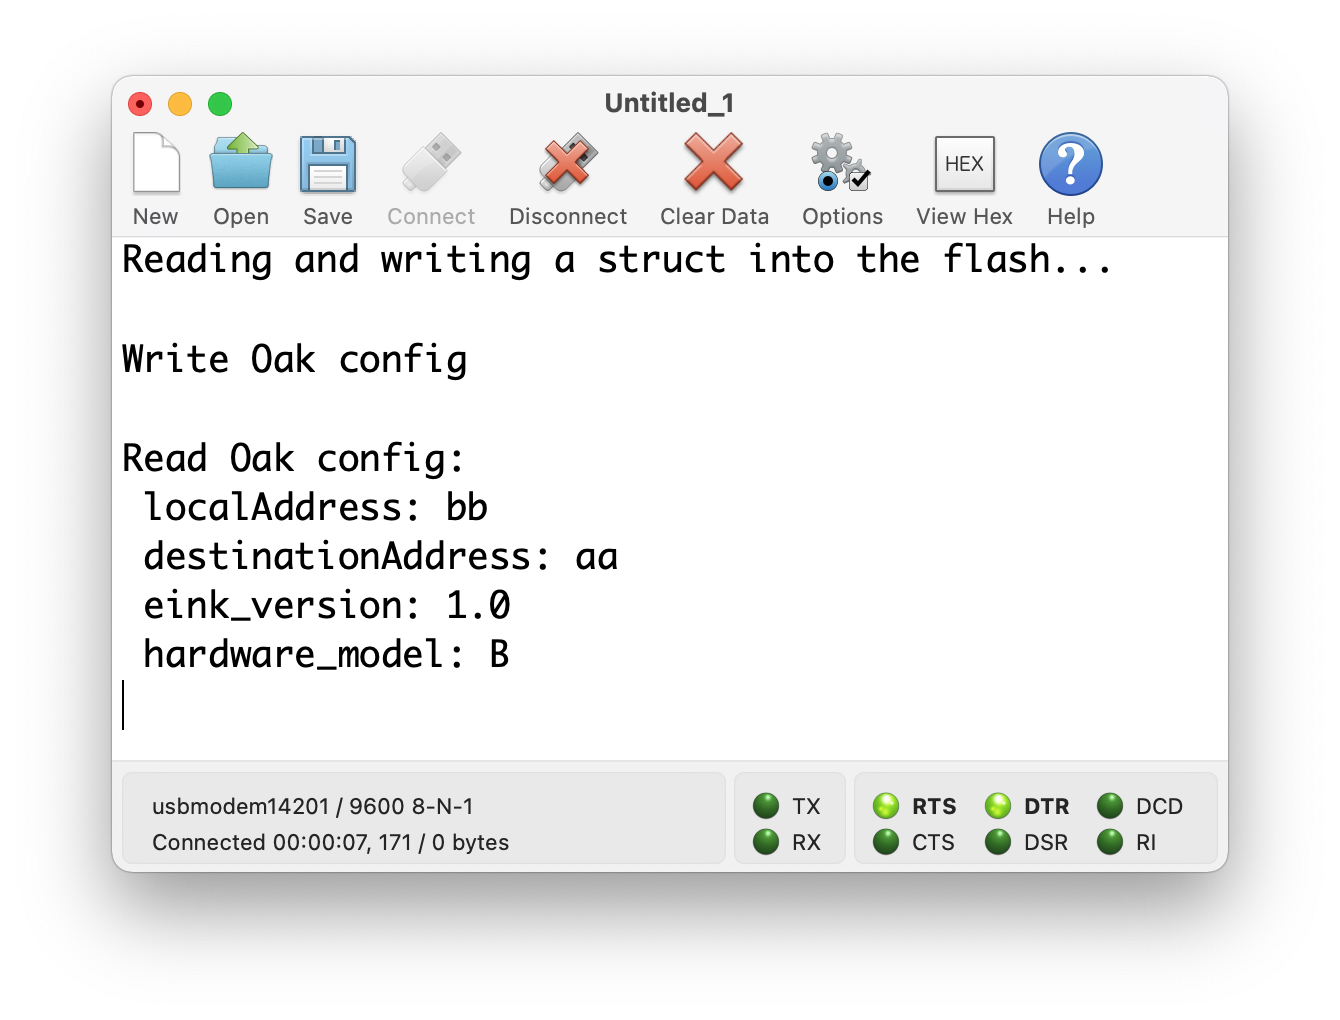 Untitled_1
New Open Save Connect Disconnect Clear Data Options HEX View Hex Help
Reading and writing a struct into the flash...
Write Oak config
Read Oak config:
localAddress: bb
destinationAddress: aa
eink_version: 1.0
hardware_model: B
usbmodem14201 / 9600 8-N-1
Connected 00:00:07, 171 / 0 bytes
TX
RX
RTS DTR DCD
CTS DSR RI